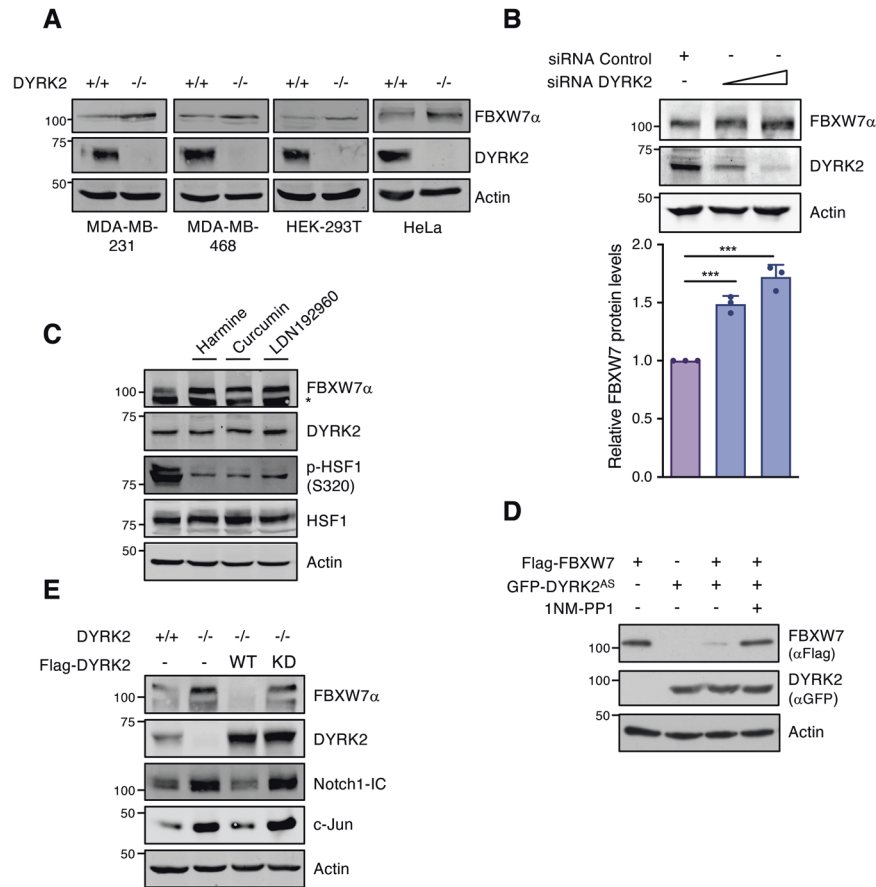 A
DYRK2 +/+ -/- +/+ -/- +/+ -/- +/+ -/-
100 FBXW7α
75 DYRK2
50 Actin
MDA-MB-231 MDA-MB-468 HEK-293T HeLa
B
siRNA Control + - -
siRNA DYRK2 -
100 FBXW7α
75 DYRK2
50 Actin
Relative FBXW7 protein levels
2.0
1.5
1.0
0.5
0.0
***
***
C
Harmine Curcumin LDN192960
100 FBXW7α
*
75 DYRK2
75 p-HSF1 (S320)
75 HSF1
50 Actin
D
Flag-FBXW7 + - + +
GFP-DYRK2AS - + + +
1NM-PP1 - - - +
100 FBXW7 (αFlag)
100 DYRK2 (αGFP)
50 Actin
E
DYRK2 +/+ -/- -/- -/-
Flag-DYRK2 - - WT KD
100 FBXW7α
75 DYRK2
100 Notch1-IC
50 c-Jun
50 Actin